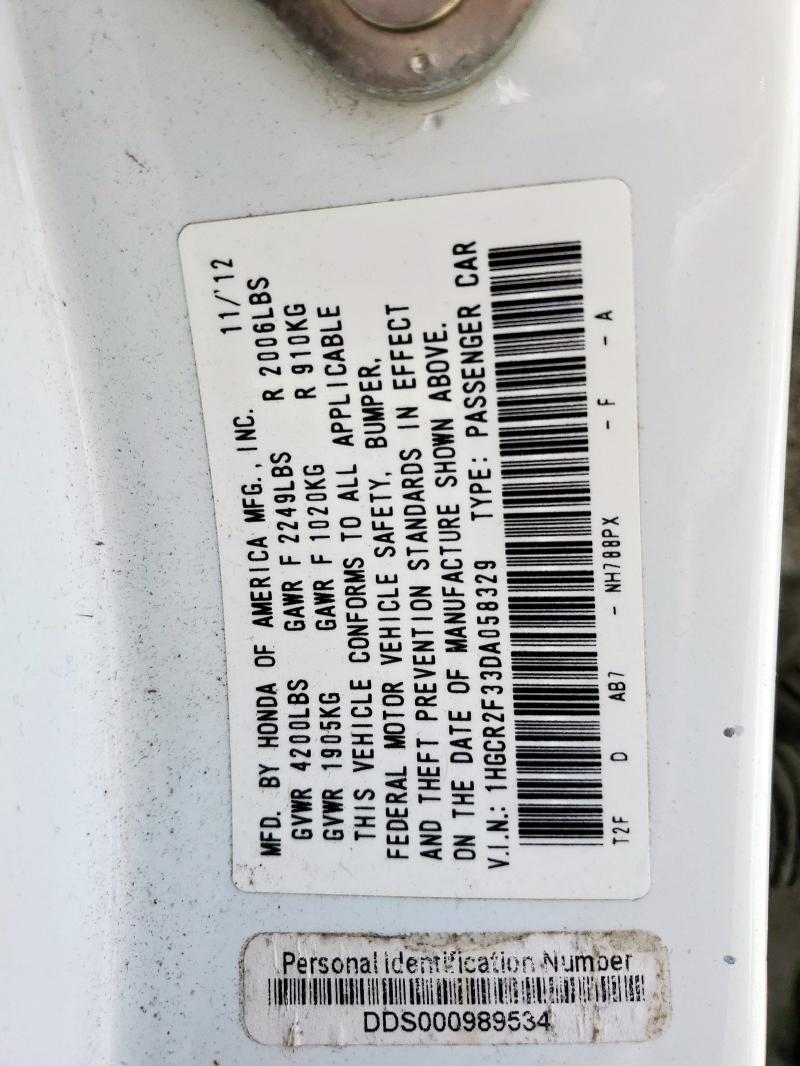 MFD. BY HONDA OF AMERICA MFG., INC. 11/'12
GVWR 4200LBS GAWR F 2249LBS R 2006LBS
GVWR 1905KG GAWR F 1020KG R 910KG
THIS VEHICLE CONFORMS TO ALL APPLICABLE
FEDERAL MOTOR VEHICLE SAFETY, BUMPER,
AND THEFT PREVENTION STANDARDS IN EFFECT
ON THE DATE OF MANUFACTURE SHOWN ABOVE.
V.I.N.: 1HGCR2F33DA058329 TYPE: PASSENGER CAR
T2F D AB7 - NH788PX - F - A
Personal Identification Number
DDS000989534